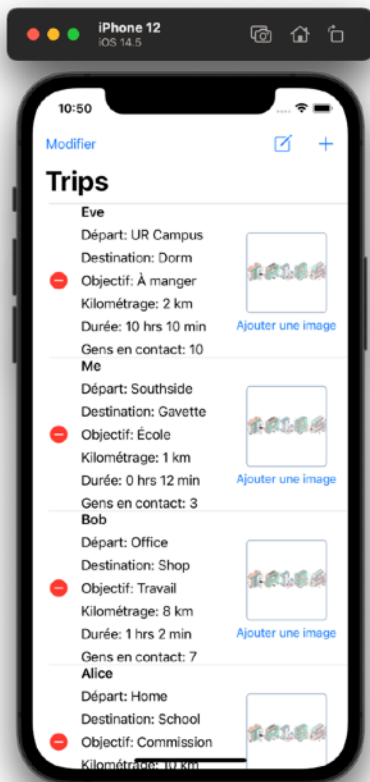 iPhone 12
iOS 14.5
10:50
Modifier
Trips
Eve
Départ: UR Campus
Destination: Dorm
Objectif: À manger
Kilométrage: 2 km
Durée: 10 hrs 10 min
Gens en contact: 10
Ajouter une image
Me
Départ: Southside
Destination: Gavette
Objectif: École
Kilométrage: 1 km
Durée: 0 hrs 12 min
Gens en contact: 3
Ajouter une image
Bob
Départ: Office
Destination: Shop
Objectif: Travail
Kilométrage: 8 km
Durée: 1 hrs 2 min
Gens en contact: 7
Ajouter une image
Alice
Départ: Home
Destination: School
Objectif: Commission
Kilométrage: 10 km